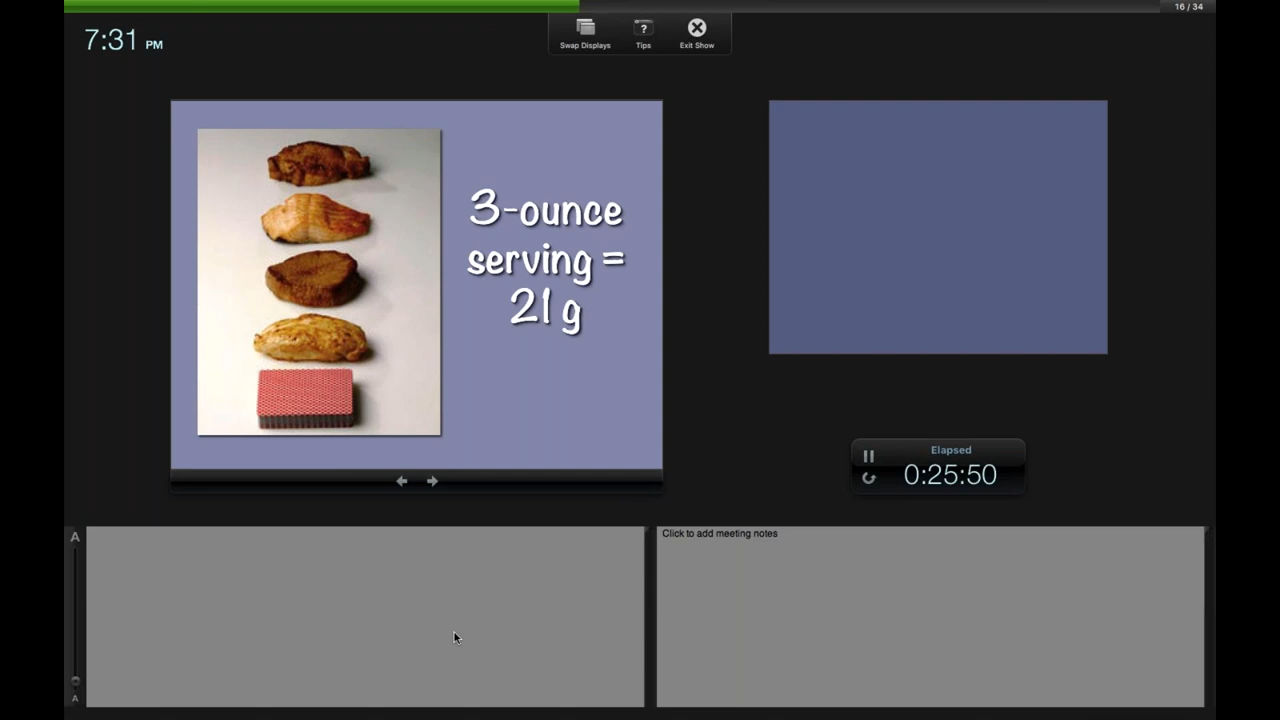 16 / 34
7:31 PM
Swap Displays
Tips
Exit Show
3-ounce
serving =
21 g
Elapsed
0:25:50
A
A
Click to add meeting notes